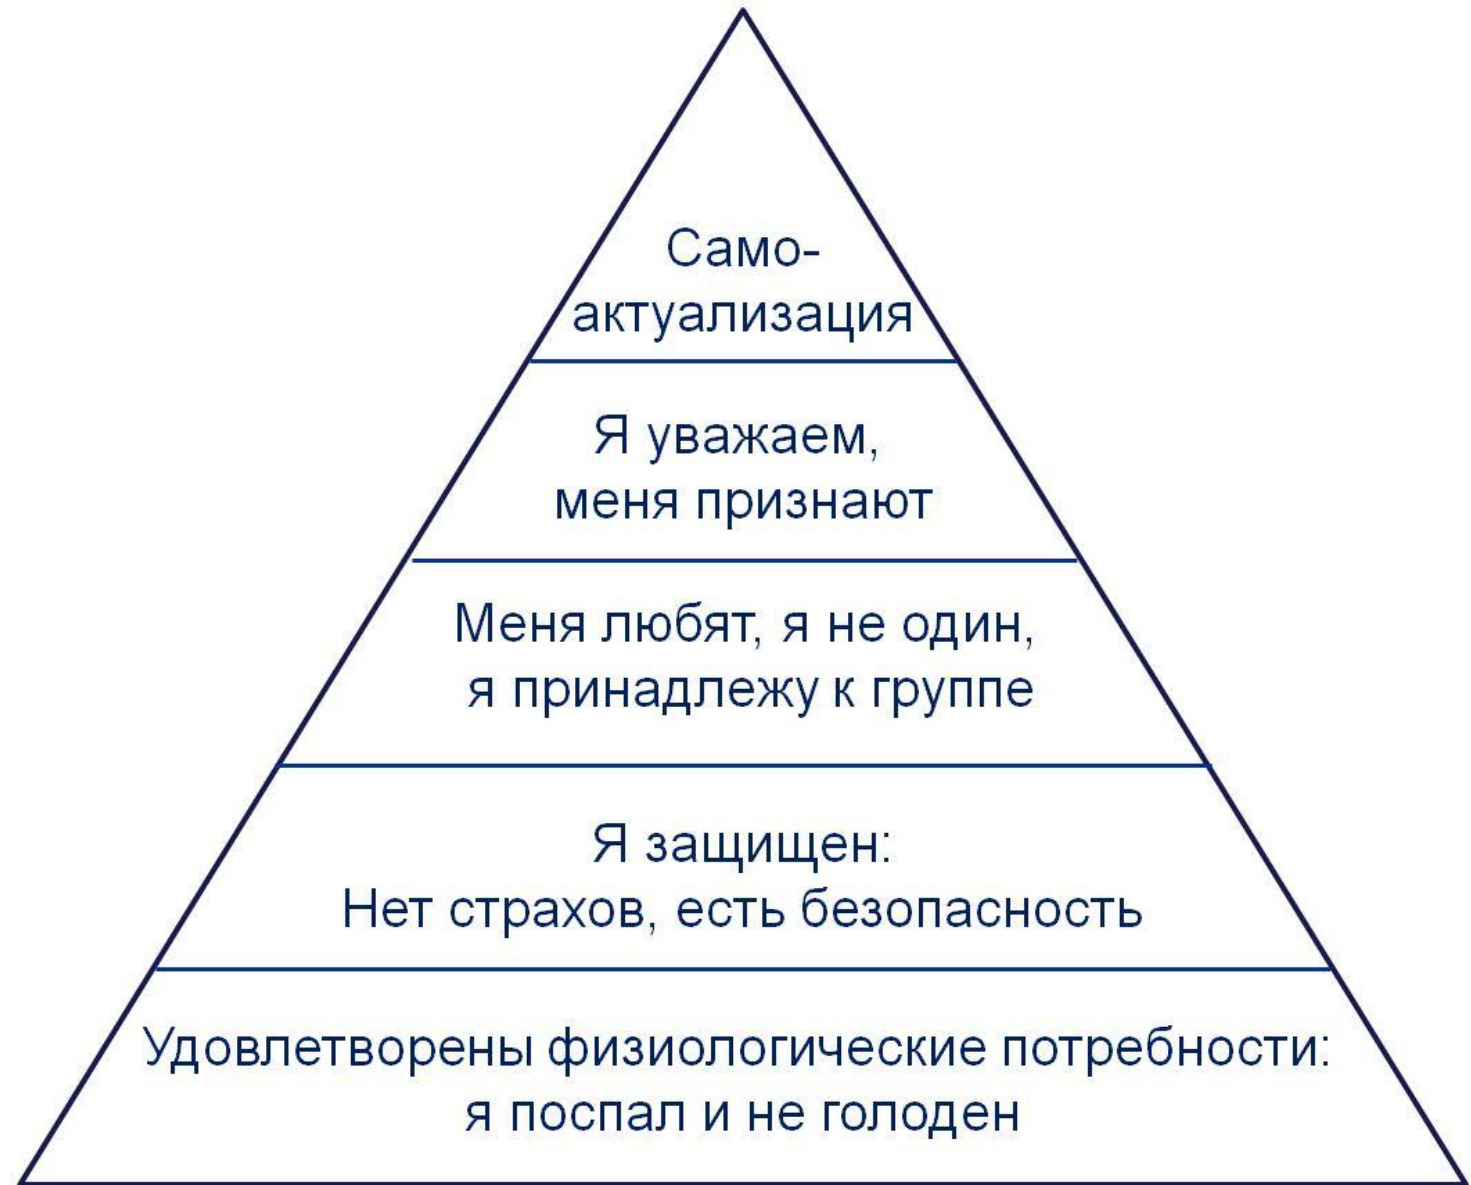 Само-
актуализация
Я уважаем,
меня признают
Меня любят, я не один,
я принадлежу к группе
Я защищен:
Нет страхов, есть безопасность
Удовлетворены физиологические потребности:
я поспал и не голоден